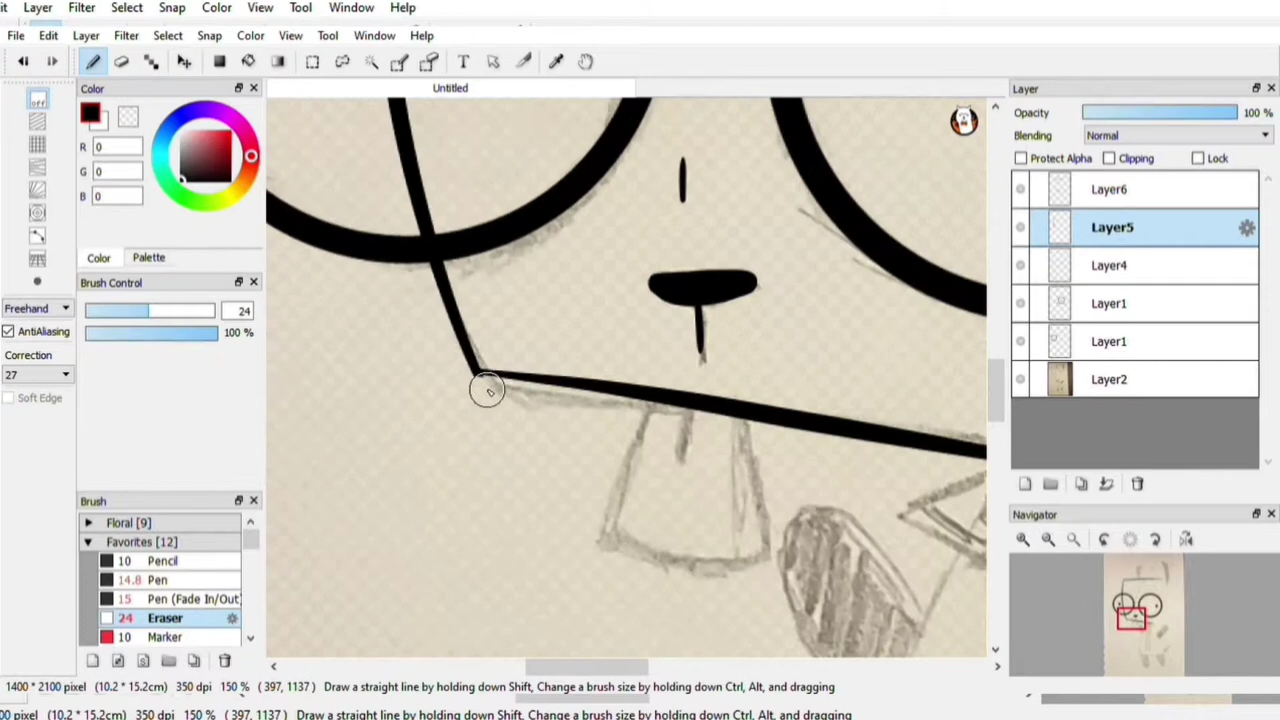 it Layer Filter Select Snap Color View Tool Window Help
File Edit Layer Filter Select Snap Color View Tool Window Help
Untitled
off
Color
R 0
G 0
B 0
Color Palette
Brush Control
24
100 %
Freehand
AntiAliasing
Correction
27
Soft Edge
Brush
Floral [9]
Favorites [12]
10 Pencil
14.8 Pen
15 Pen (Fade In/Out)
24 Eraser
10 Marker
Layer
Opacity 100 %
Blending Normal
Protect Alpha Clipping Lock
Layer6
Layer5
Layer4
Layer1
Layer1
Layer2
Navigator
1400 * 2100 pixel (10.2 * 15.2cm) 350 dpi 150 % ( 397, 1137) Draw a straight line by holding down Shift, Change a brush size by holding down Ctrl, Alt, and dragging
00 pixel (10.2 * 15.2cm) 350 dpi 150 % ( 397, 1137) Draw a straight line by holding down Shift, Change a brush size by holding down Ctrl, Alt, and dragging